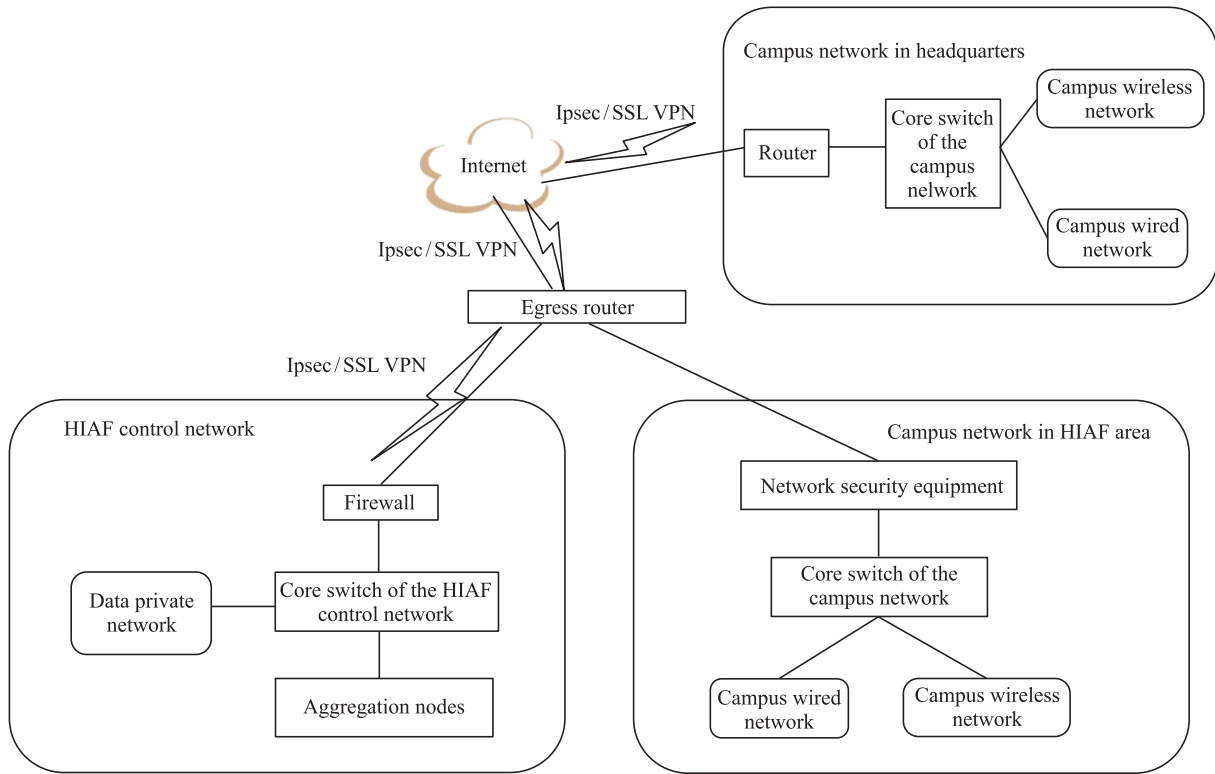 Campus network in headquarters
Ipsec/SSL VPN
Campus wireless
network
Core switch
of the
campus
nelwork
Router
Internet
Campus wired
network
Ipsec/SSL VPN
Egress router
Ipsec/SSL VPN
HIAF control network
Campus network in HIAF area
Firewall
Network security equipment
Core switch of the HIAF
control network
Data private
network
Core switch of the
campus network
Aggregation nodes
Campus wired
network
Campus wireless
network